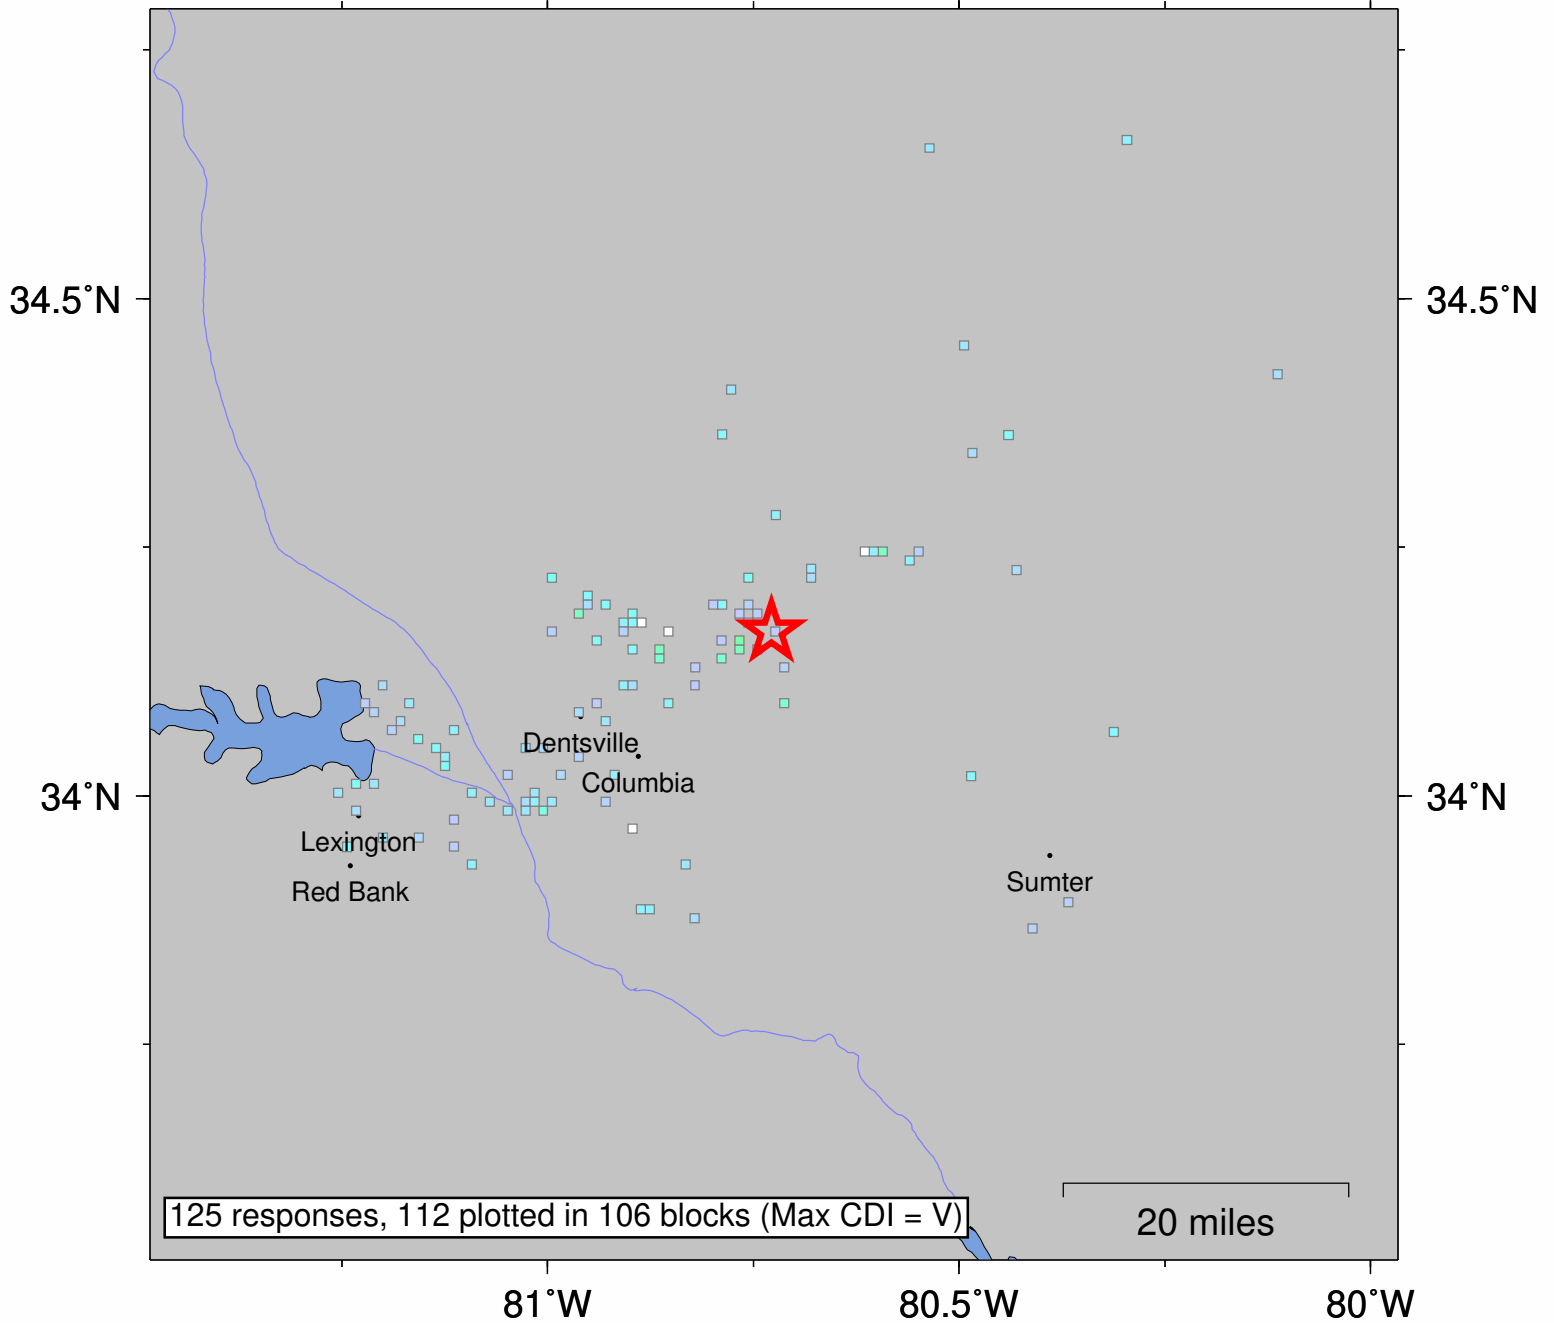 34.5˚N
34.5˚N
Dentsville
Columbia
34˚N
34˚N
Lexington
Red Bank
Sumter
125 responses, 112 plotted in 106 blocks (Max CDI = V)
20 miles
81˚W
80.5˚W
80˚W